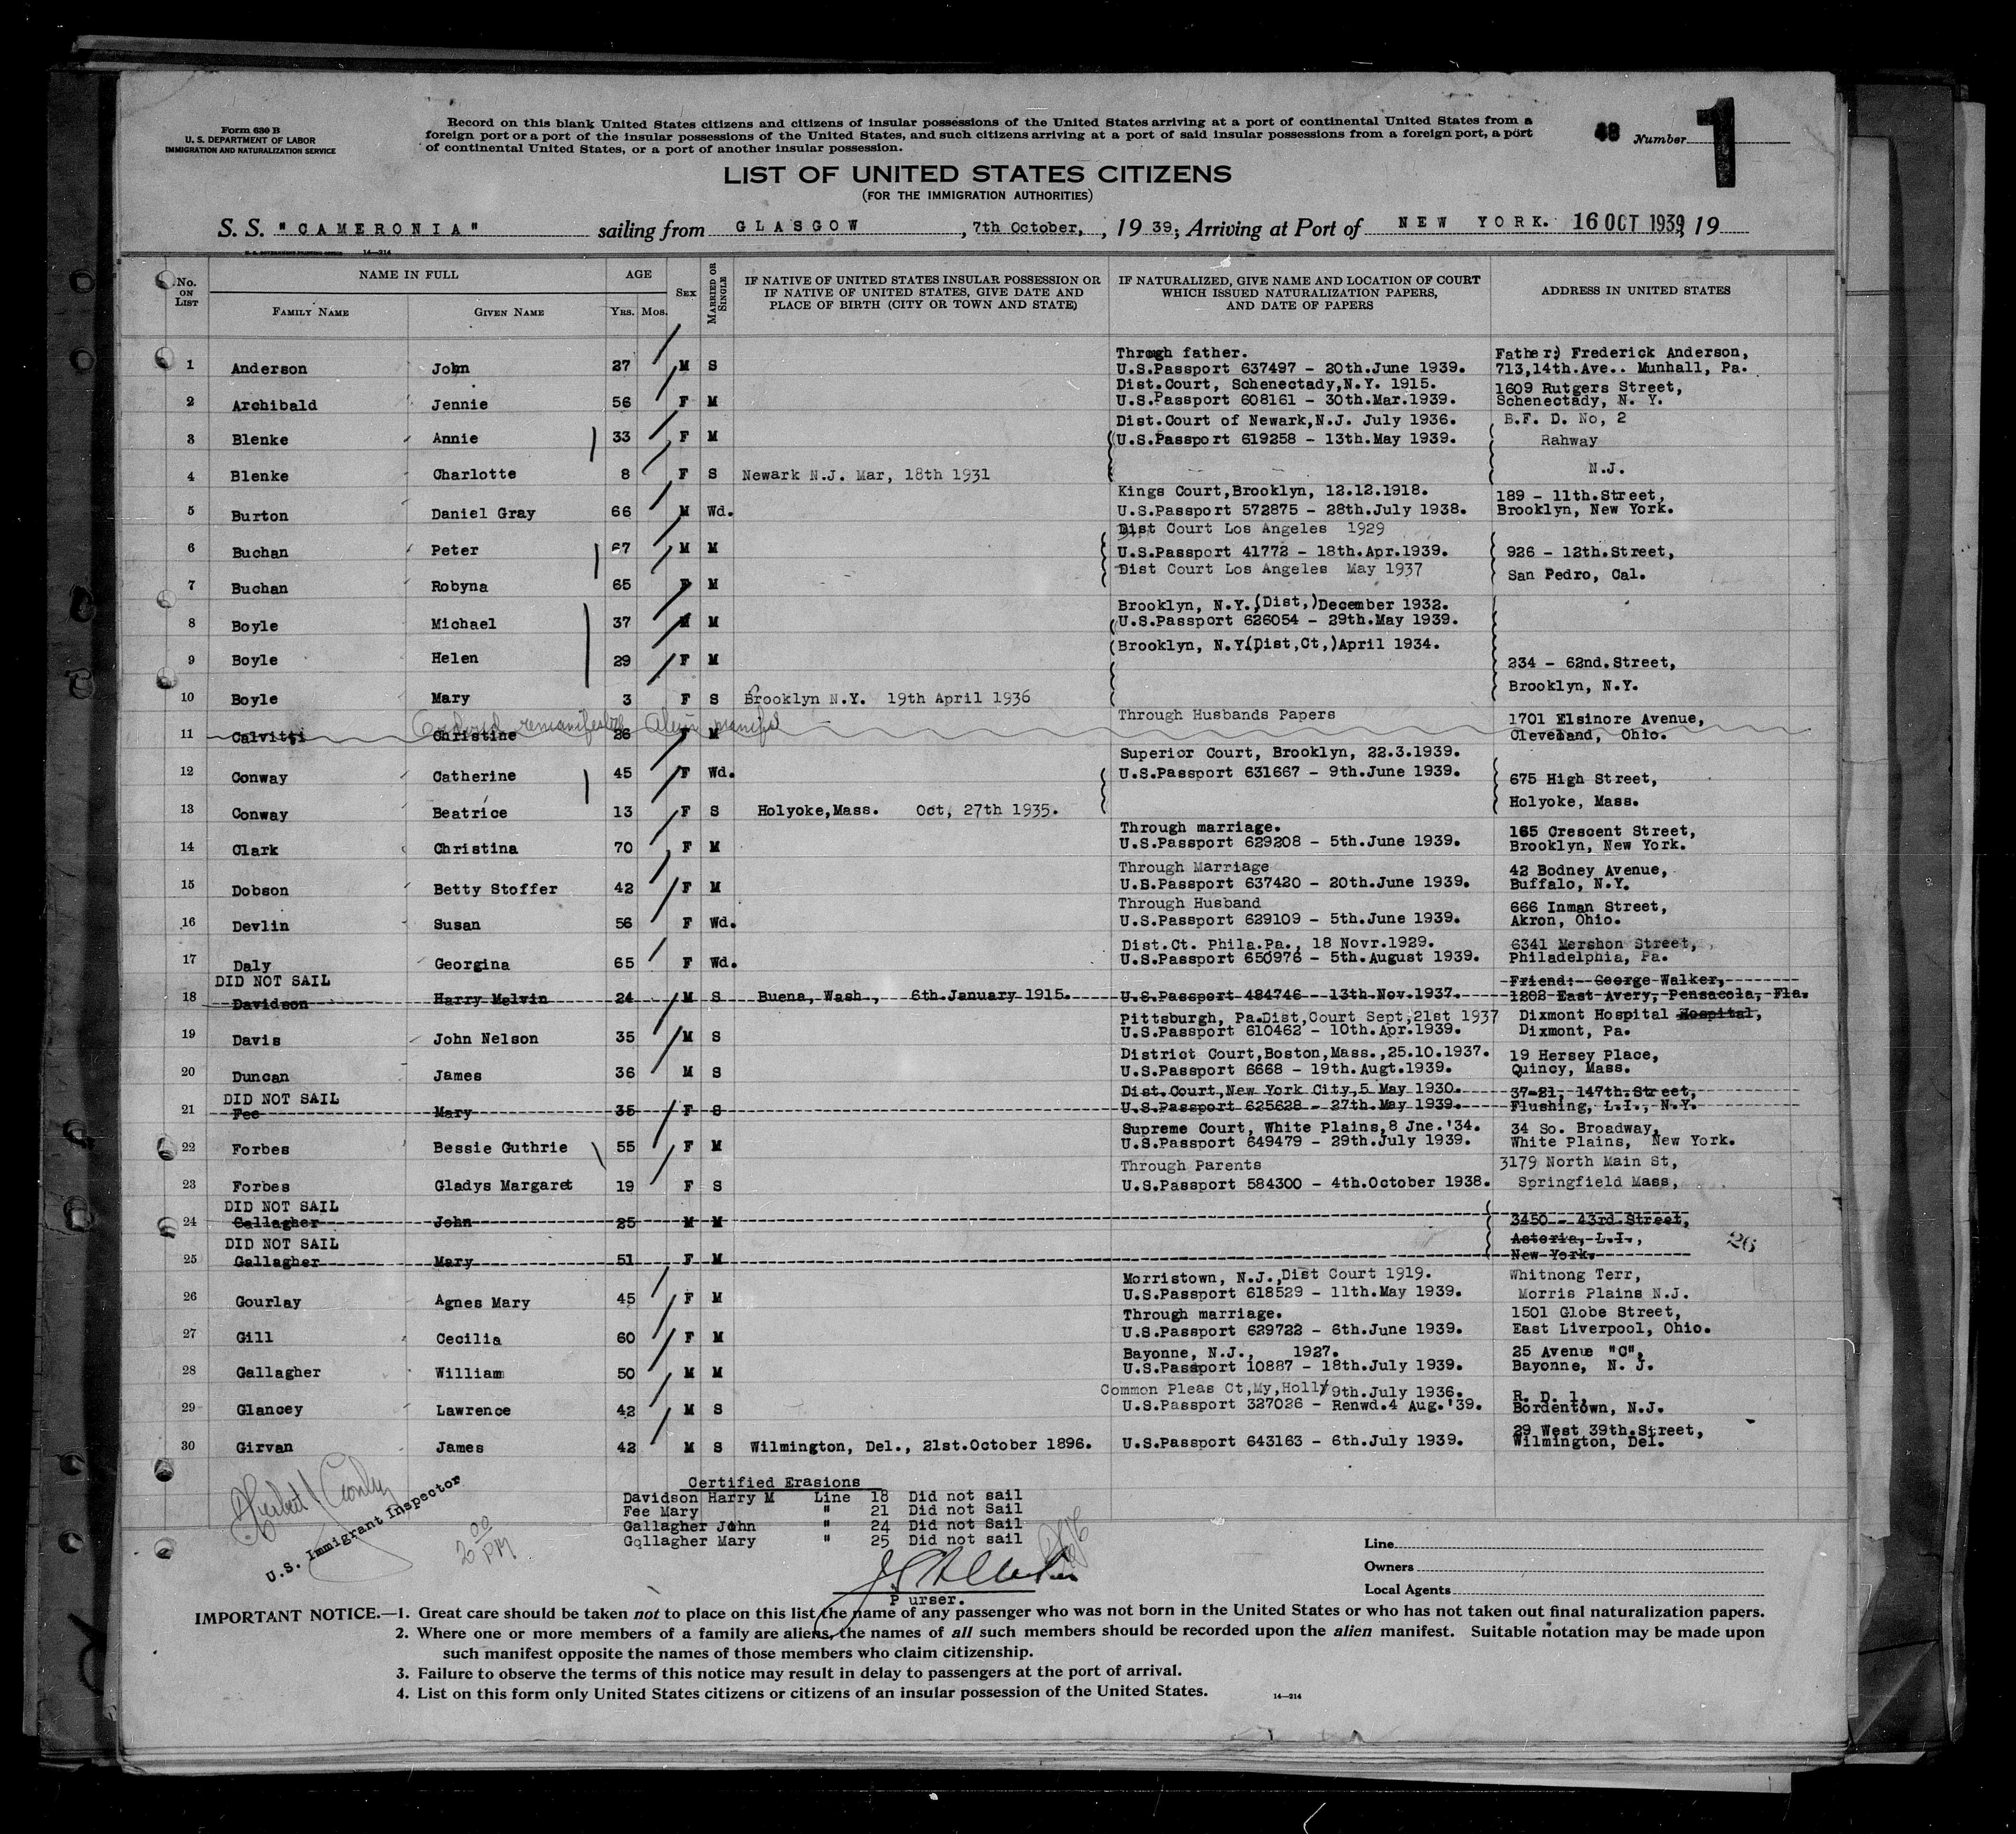 Form 630 B
U. S. DEPARTMENT OF LABOR
IMMIGRATION AND NATURALIZATION SERVICE
Record on this blank United States citizens and citizens of insular possessions of the United States arriving at a port of continental United States from a
foreign port or a port of the insular possessions of the United States, and such citizens arriving at a port of said insular possessions from a foreign port, a port
of continental United States, or a port of another insular possession.
48 Number 1
LIST OF UNITED STATES CITIZENS
(FOR THE IMMIGRATION AUTHORITIES)
S. S. "CAMERONIA" sailing from GLASGOW, 7th October, , 19 39; Arriving at Port of NEW YORK. 16 OCT 1939, 19
U. S. GOVERNMENT PRINTING OFFICE 14—214
No. ON LIST
NAME IN FULL
FAMILY NAME
GIVEN NAME
AGE
YRS. MOS.
SEX
MARRIED OR SINGLE
IF NATIVE OF UNITED STATES INSULAR POSSESSION OR
IF NATIVE OF UNITED STATES, GIVE DATE AND
PLACE OF BIRTH (CITY OR TOWN AND STATE)
IF NATURALIZED, GIVE NAME AND LOCATION OF COURT
WHICH ISSUED NATURALIZATION PAPERS,
AND DATE OF PAPERS
ADDRESS IN UNITED STATES
Through father. Father) Frederick Anderson,
1 Anderson John 27 M S U.S.Passport 637497 - 20th.June 1939. 713,14th.Ave.. Munhall, Pa.
Dist.Court, Schenectady,N.Y. 1915. 1609 Rutgers Street,
2 Archibald Jennie 56 F M U.S.Passport 608161 - 30th.Mar.1939. Schenectady, N. Y.
Dist.Court of Newark,N.J. July 1936. B.F. D. No, 2
3 Blenke Annie 33 F M U.S.Passport 619258 - 13th.May 1939. Rahway
4 Blenke Charlotte 8 F S Newark N.J. Mar, 18th 1931 N.J.
Kings Court,Brooklyn, 12.12.1918. 189 - 11th.Street,
5 Burton Daniel Gray 66 M Wd. U.S.Passport 572875 - 28th.July 1938. Brooklyn, New York.
Dist Court Los Angeles 1929
6 Buchan Peter 67 M M U.S.Passport 41772 - 18th.Apr.1939. 926 - 12th.Street,
Dist Court Los Angeles May 1937 San Pedro, Cal.
7 Buchan Robyna 65 F M
Brooklyn, N.Y.,(Dist,)December 1932.
8 Boyle Michael 37 M M U.S.Passport 626054 - 29th.May 1939.
Brooklyn, N.Y.(Dist,Ct,)April 1934.
9 Boyle Helen 29 F M 234 - 62nd.Street,
Brooklyn, N.Y.
10 Boyle Mary 3 F S Brooklyn N.Y. 19th April 1936
Through Husbands Papers 1701 Elsinore Avenue,
11 Calvitti Christine 26 F M Cleveland, Ohio.
Superior Court, Brooklyn, 22.3.1939.
12 Conway Catherine 45 F Wd. U.S.Passport 631667 - 9th.June 1939. 675 High Street,
Holyoke, Mass.
13 Conway Beatrice 13 F S Holyoke,Mass. Oct, 27th 1935.
Through marriage. 165 Crescent Street,
14 Clark Christina 70 F M U.S.Passport 629208 - 5th.June 1939. Brooklyn, New York.
Through Marriage 42 Bodney Avenue,
15 Dobson Betty Stoffer 42 F M U.S.Passport 637420 - 20th.June 1939. Buffalo, N.Y.
Through Husband 666 Inman Street,
16 Devlin Susan 56 F Wd. U.S.Passport 629109 - 5th.June 1939. Akron, Ohio.
Dist.Ct. Phila.Pa., 18 Novr.1929. 6341 Mershon Street,
17 Daly Georgina 65 F Wd. U.S.Passport 650976 - 5th.August 1939. Philadelphia, Pa.
DID NOT SAIL Friend:- George Walker,
18 Davidson Harry Melvin 24 M S Buena, Wash., 6th.January 1915. U.S.Passport 484746 - 13th.Nov.1937. 1202 East Avery, Pensacola, Fla.
Pittsburgh, Pa.Dist,Court Sept,21st 1937 Dixmont Hospital Hospital,
19 Davis John Nelson 35 M S U.S.Passport 610462 - 10th.Apr.1939. Dixmont, Pa.
District Court,Boston,Mass.,25.10.1937. 19 Hersey Place,
20 Duncan James 36 M S U.S.Passport 6668 - 19th.Augt.1939. Quincy, Mass.
DID NOT SAIL Dist.Court,New York City,5 May 1930. 37-21, 147th.Street,
21 Fee Mary 35 F S U.S.Passport 625628 - 27th.May 1939. Flushing, L.I., N.Y.
Supreme Court, White Plains,8 Jne.'34. 34 So. Broadway,
22 Forbes Bessie Guthrie 55 F M U.S.Passport 649479 - 29th.July 1939. White Plains, New York.
Through Parents 3179 North Main St,
23 Forbes Gladys Margaret 19 F S U.S.Passport 584300 - 4th.October 1938. Springfield Mass,
DID NOT SAIL
24 Gallagher John 25 M M 3450 - 43rd.Street,
DID NOT SAIL Astoria, L.I.,
25 Gallagher Mary 51 F M New York. 26
Morristown, N.J.,Dist Court 1919. Whitnong Terr,
26 Gourlay Agnes Mary 45 F M U.S.Passport 618529 - 11th.May 1939. Morris Plains N.J.
Through marriage. 1501 Globe Street,
27 Gill Cecilia 60 F M U.S.Passport 629722 - 6th.June 1939. East Liverpool, Ohio.
Bayonne, N.J., 1927. 25 Avenue "C",
28 Gallagher William 50 M M U.S.Passport 10887 - 18th.July 1939. Bayonne, N. J.
Common Pleas Ct,My,Holly 9th.July 1936. R. D. 1,
29 Glancey Lawrence 42 M S U.S.Passport 327026 - Renwd.4 Aug.'39. Bordentown, N.J.
29 West 39th.Street,
30 Girvan James 42 M S Wilmington, Del., 21st.October 1896. U.S.Passport 643163 - 6th.July 1939. Wilmington, Del.
Certified Erasions
Davidson Harry M Line 18 Did not sail
Fee Mary " 21 Did not Sail
Gallagher John " 24 Did not Sail
Gallagher Mary " 25 Did not sail
U.S. Immigrant Inspector
2 00 PM
Purser.
Line
Owners
Local Agents
IMPORTANT NOTICE.—1. Great care should be taken not to place on this list the name of any passenger who was not born in the United States or who has not taken out final naturalization papers.
2. Where one or more members of a family are aliens, the names of all such members should be recorded upon the alien manifest. Suitable notation may be made upon
such manifest opposite the names of those members who claim citizenship.
3. Failure to observe the terms of this notice may result in delay to passengers at the port of arrival.
4. List on this form only United States citizens or citizens of an insular possession of the United States. 14—214